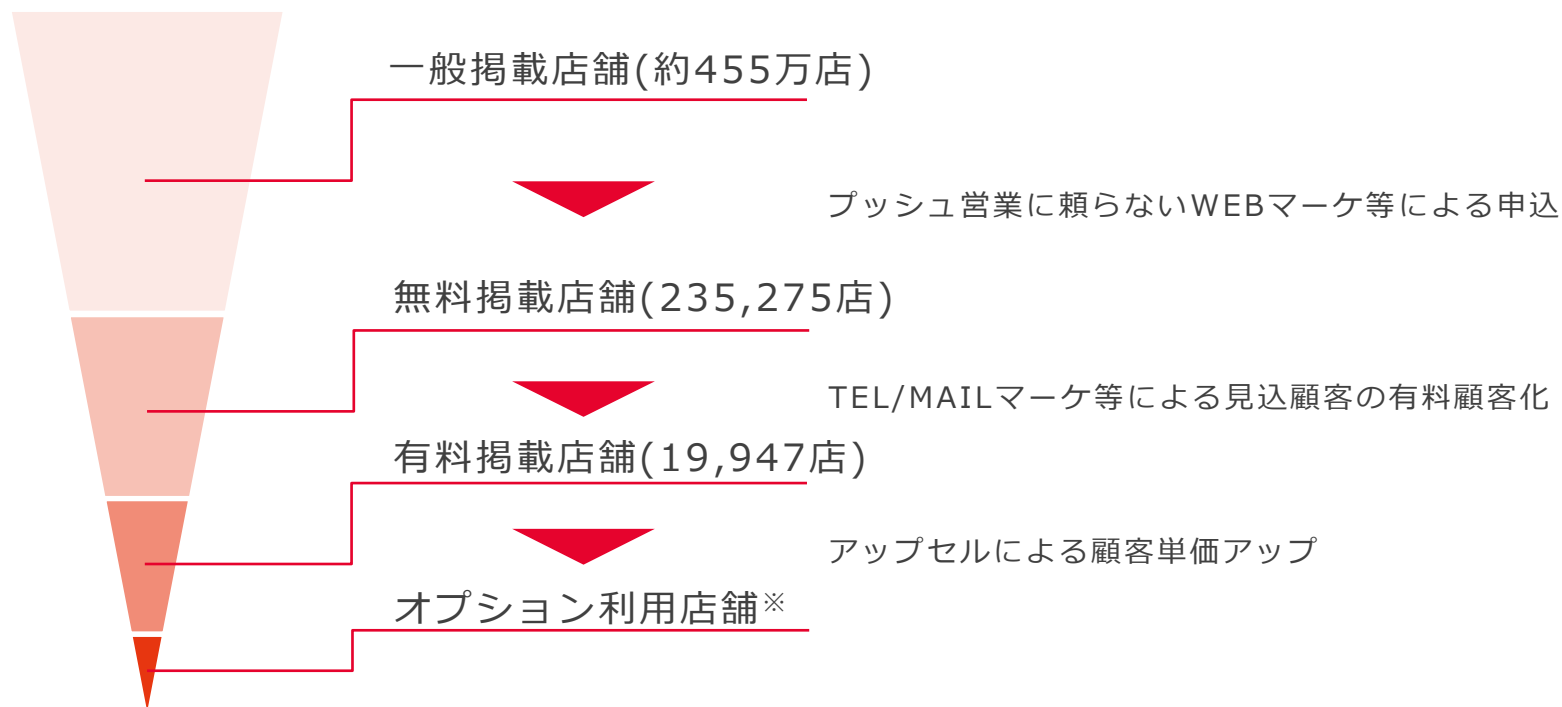 一般掲載店舗(約455万店)
プッシュ営業に頼らないWEBマーケ等による申込
無料掲載店舗(235,275店)
TEL/MAILマーケ等による見込顧客の有料顧客化
有料掲載店舗(19,947店)
アップセルによる顧客単価アップ
オプション利用店舗※